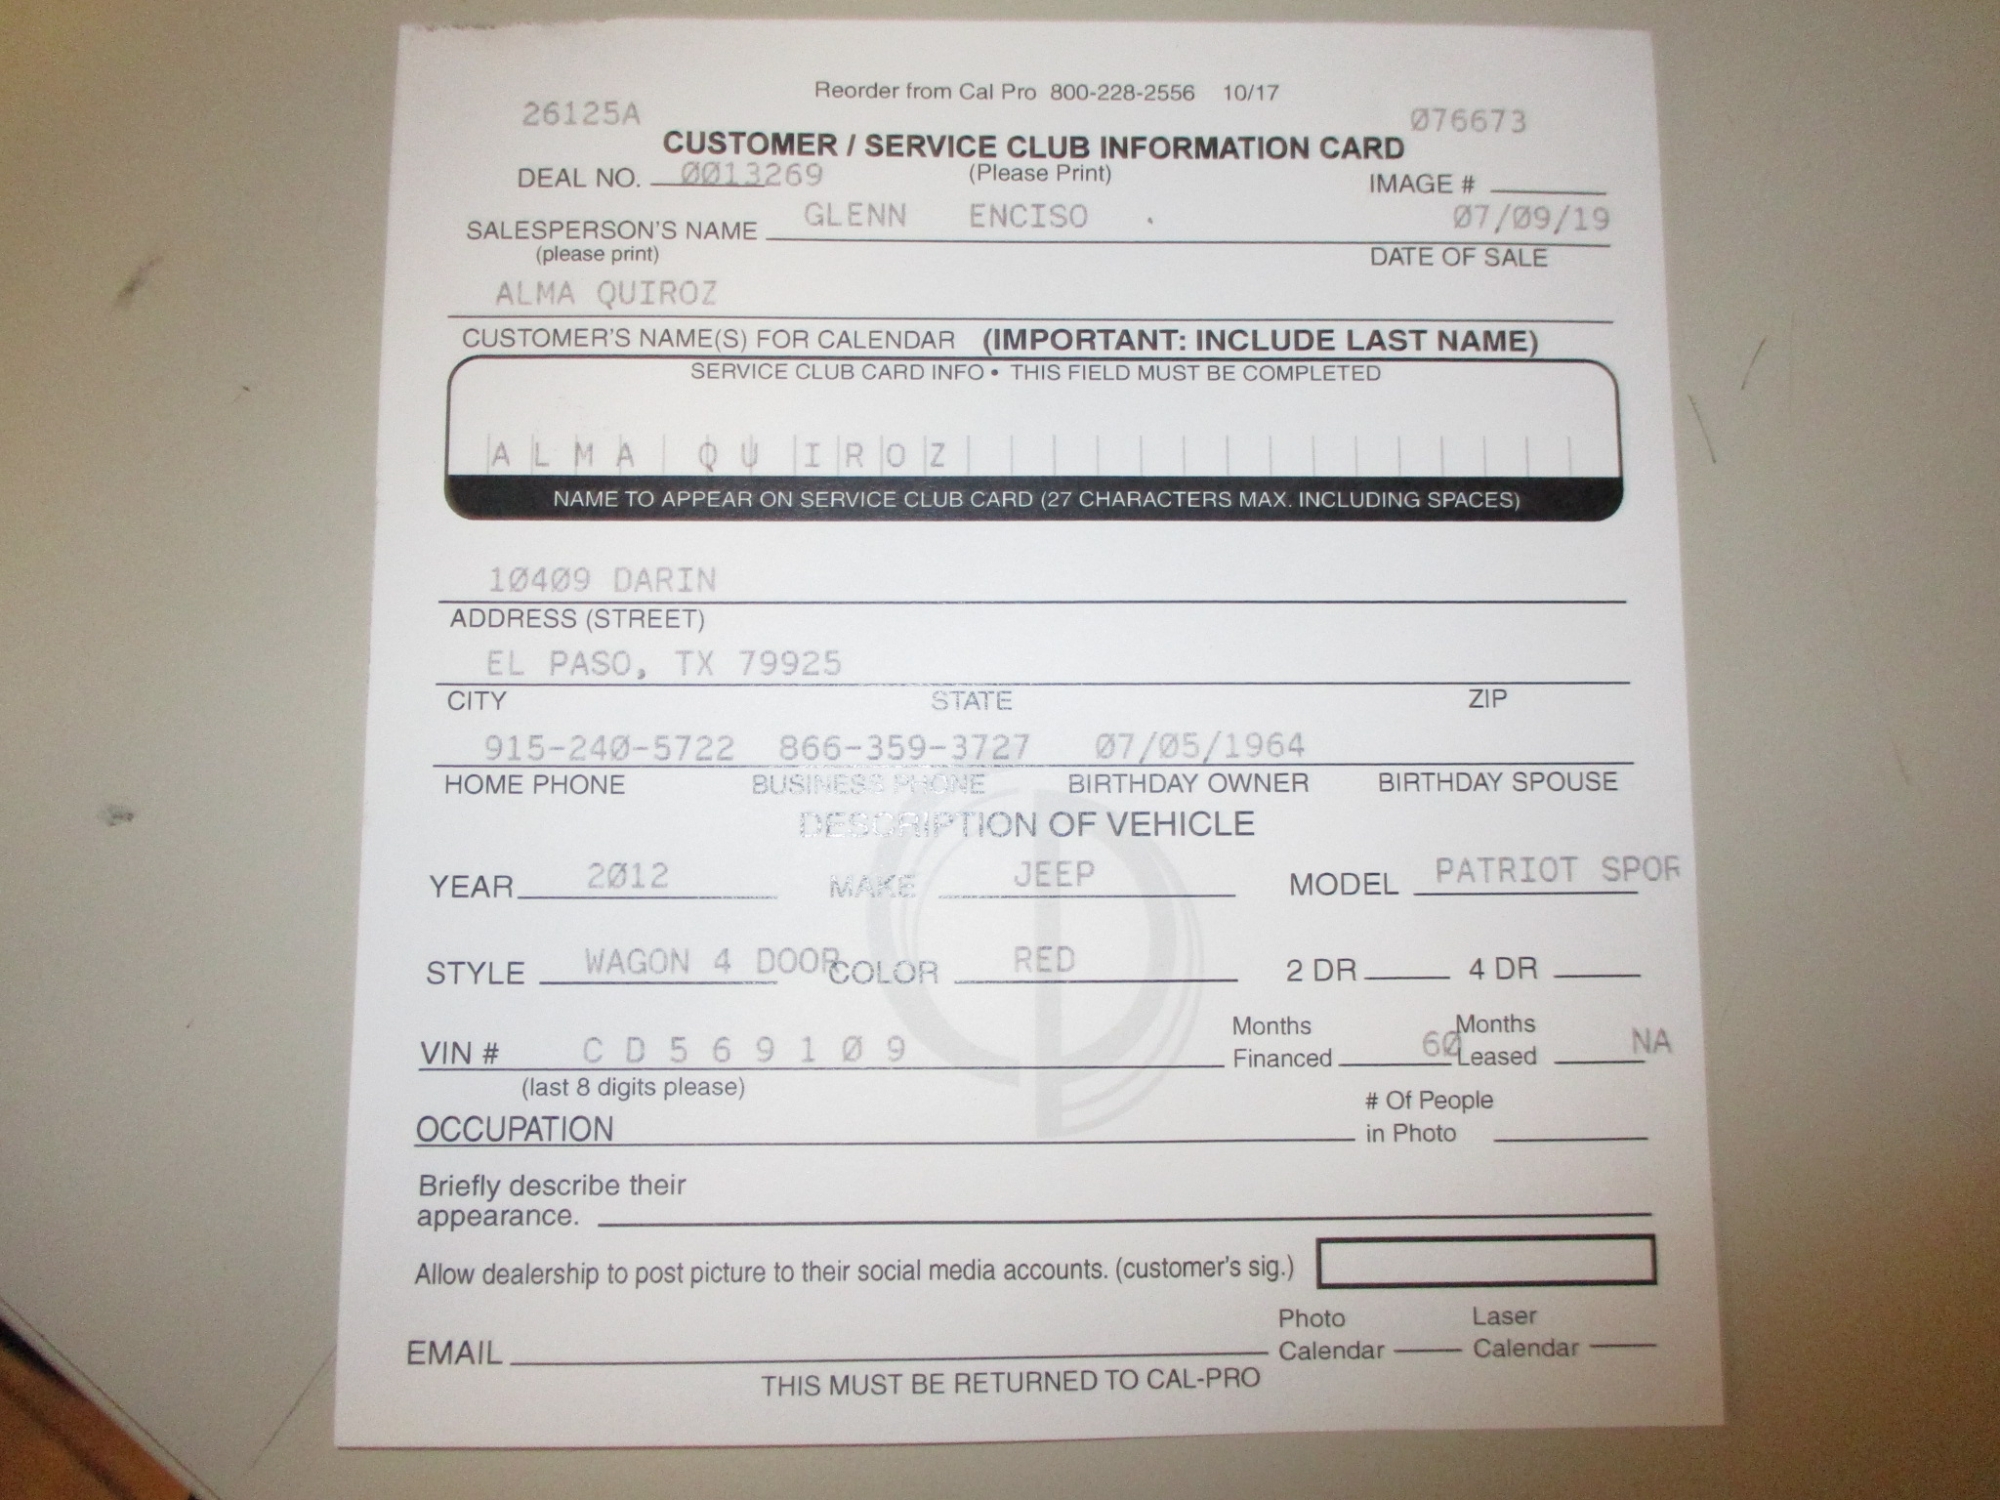 Reorder from Cal Pro 800-228-2556 10/17
26125A 076673
CUSTOMER / SERVICE CLUB INFORMATION CARD
DEAL NO. 0013269 (Please Print) IMAGE #
SALESPERSON'S NAME GLENN ENCISO 07/09/19
(please print) DATE OF SALE
ALMA QUIROZ
CUSTOMER'S NAME(S) FOR CALENDAR (IMPORTANT: INCLUDE LAST NAME)
SERVICE CLUB CARD INFO • THIS FIELD MUST BE COMPLETED
ALMA QUIROZ
NAME TO APPEAR ON SERVICE CLUB CARD (27 CHARACTERS MAX. INCLUDING SPACES)
10409 DARIN
ADDRESS (STREET)
EL PASO, TX 79925
CITY STATE ZIP
915-240-5722 866-359-3727 07/05/1964
HOME PHONE BUSINESS PHONE BIRTHDAY OWNER BIRTHDAY SPOUSE
DESCRIPTION OF VEHICLE
YEAR 2012 MAKE JEEP MODEL PATRIOT SPOR
STYLE WAGON 4 DOOR COLOR RED 2 DR 4 DR
Months Months
VIN # C D 5 6 9 1 0 9 Financed 60 Leased NA
(last 8 digits please)
# Of People
OCCUPATION in Photo
Briefly describe their
appearance.
Allow dealership to post picture to their social media accounts. (customer's sig.)
Photo Laser
EMAIL Calendar Calendar
THIS MUST BE RETURNED TO CAL-PRO